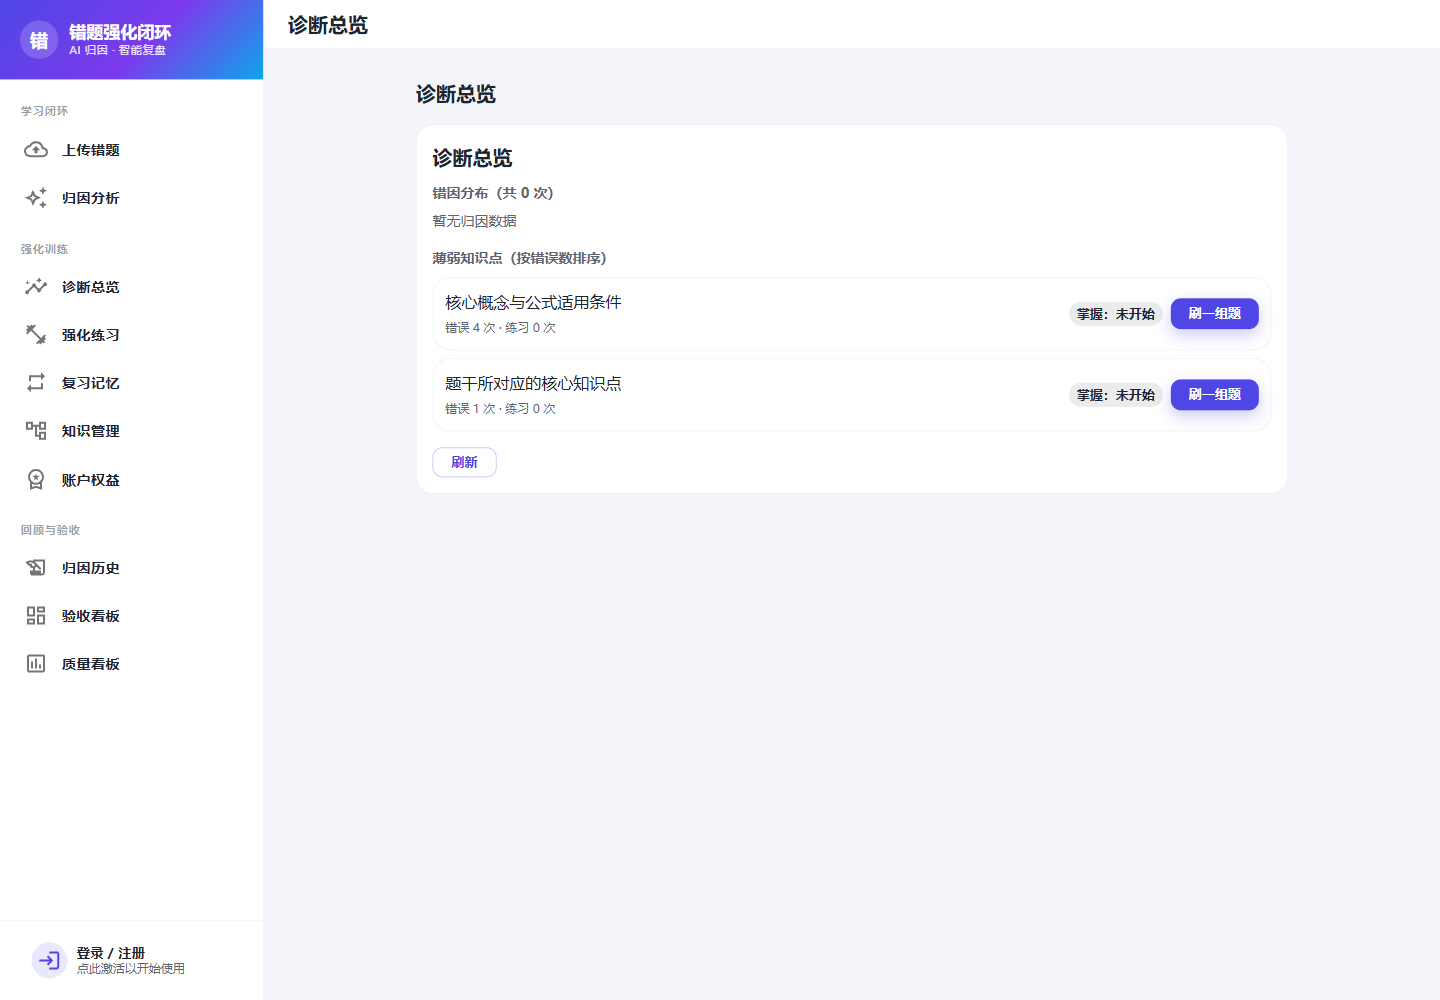 错
错题强化闭环
AI 归因 · 智能复盘
学习闭环
上传错题
归因分析
强化训练
诊断总览
强化练习
复习记忆
知识管理
账户权益
回顾与验收
归因历史
验收看板
质量看板
登录 / 注册
点此激活以开始使用
诊断总览
诊断总览
诊断总览
错因分布（共 0 次）
暂无归因数据
薄弱知识点（按错误数排序）
核心概念与公式适用条件
错误 4 次 · 练习 0 次
掌握：未开始
刷一组题
题干所对应的核心知识点
错误 1 次 · 练习 0 次
掌握：未开始
刷一组题
刷新